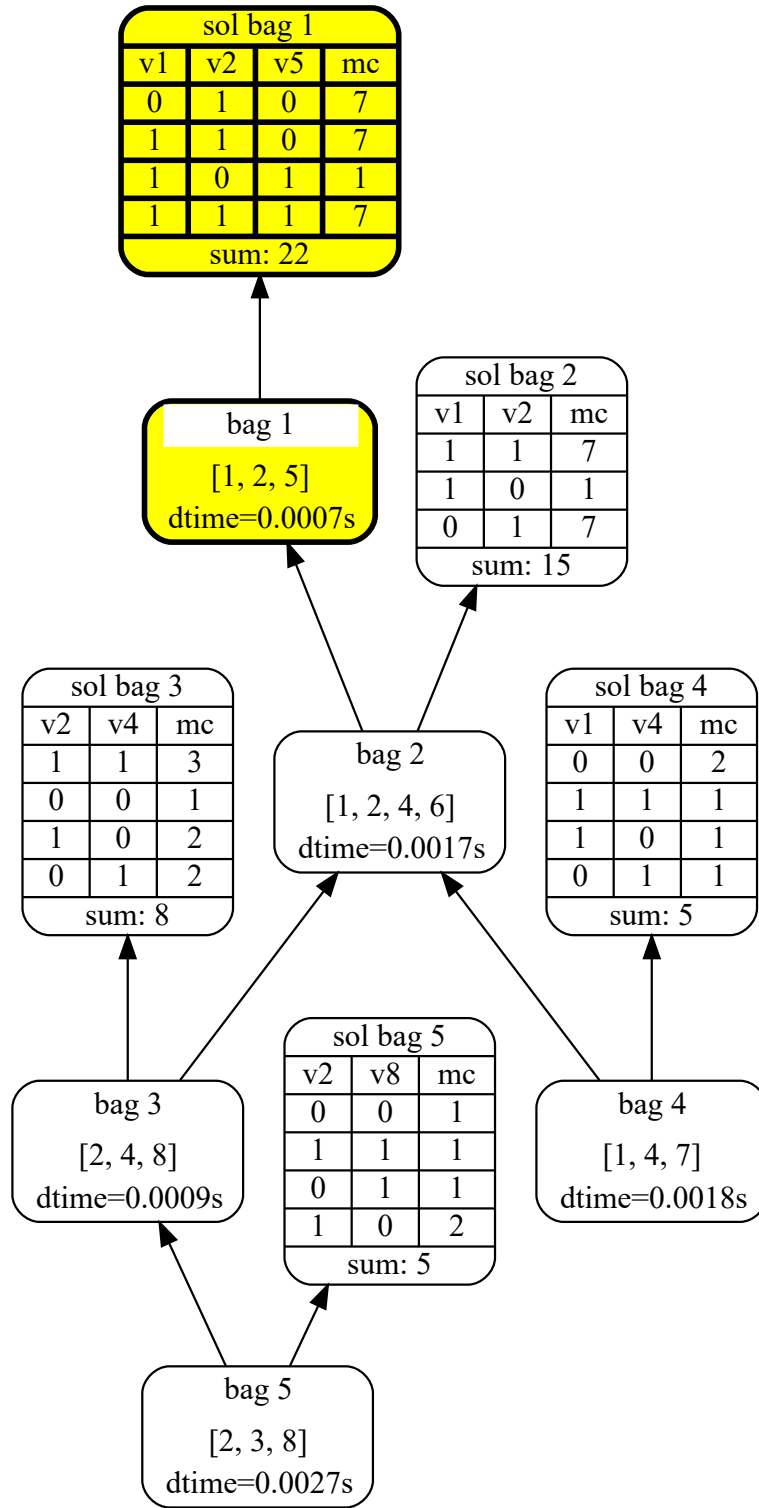 sol bag 1
v1 v2 v5 mc
0 1 0 7
1 1 0 7
1 0 1 1
1 1 1 7
sum: 22
bag 1
[1, 2, 5]
dtime=0.0007s
sol bag 2
v1 v2 mc
1 1 7
1 0 1
0 1 7
sum: 15
sol bag 3
v2 v4 mc
1 1 3
0 0 1
1 0 2
0 1 2
sum: 8
bag 2
[1, 2, 4, 6]
dtime=0.0017s
sol bag 4
v1 v4 mc
0 0 2
1 1 1
1 0 1
0 1 1
sum: 5
bag 3
[2, 4, 8]
dtime=0.0009s
sol bag 5
v2 v8 mc
0 0 1
1 1 1
0 1 1
1 0 2
sum: 5
bag 4
[1, 4, 7]
dtime=0.0018s
bag 5
[2, 3, 8]
dtime=0.0027s